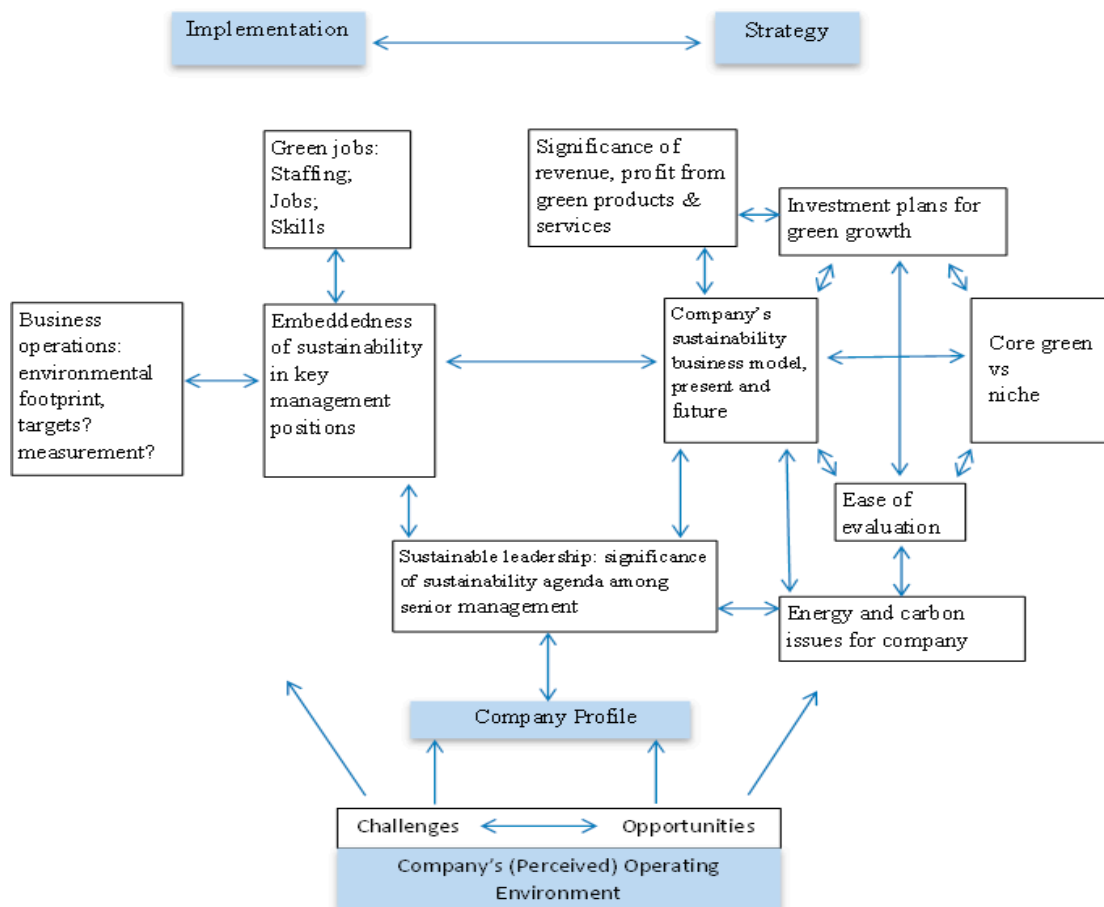 Implementation
Strategy
Green jobs:
Staffing;
Jobs;
Skills
Significance of
revenue, profit from
green products &
services
Investment plans for
green growth
Business
operations:
environmental
footprint,
targets?
measurement?
Embeddedness
of sustainability
in key
management
positions
Company's
sustainability
business model,
present and
future
Core green
vs
niche
Ease of
evaluation
Sustainable leadership: significance
of sustainability agenda among
senior management
Energy and carbon
issues for company
Company Profile
Challenges
Opportunities
Company's (Perceived) Operating
Environment